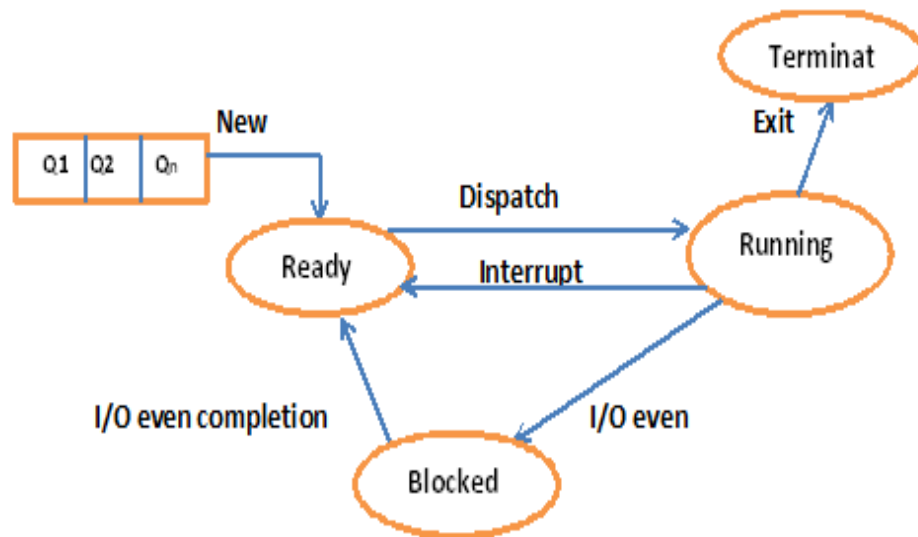 Terminat
New
Exit
Q1 Q2 Qn
Dispatch
Running
Ready
Interrupt
I/O even completion
I/O even
Blocked